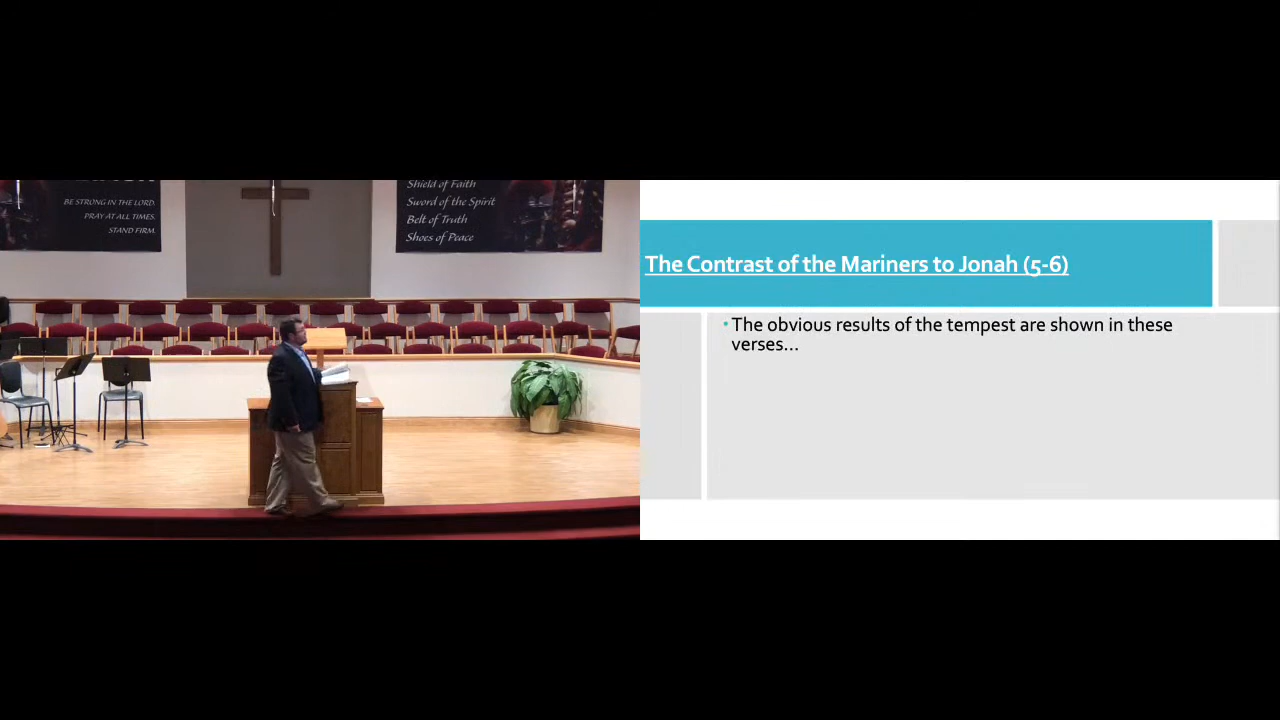 BE STRONG IN THE LORD.
PRAY AT ALL TIMES.
STAND FIRM.
Shield of Faith
Sword of the Spirit
Belt of Truth
Shoes of Peace
The Contrast of the Mariners to Jonah (5-6)
• The obvious results of the tempest are shown in these
verses...